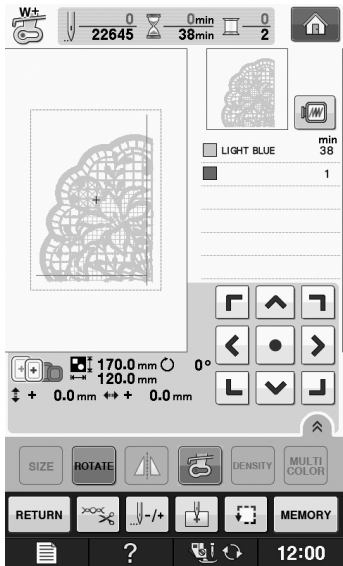 W+
0 0min 0
22645 38min 2
min
LIGHT BLUE 38
1
170.0 mm 0°
120.0 mm
+ 0.0 mm + 0.0 mm
SIZE ROTATE DENSITY MULTI COLOR
RETURN -/+ MEMORY
? 12:00